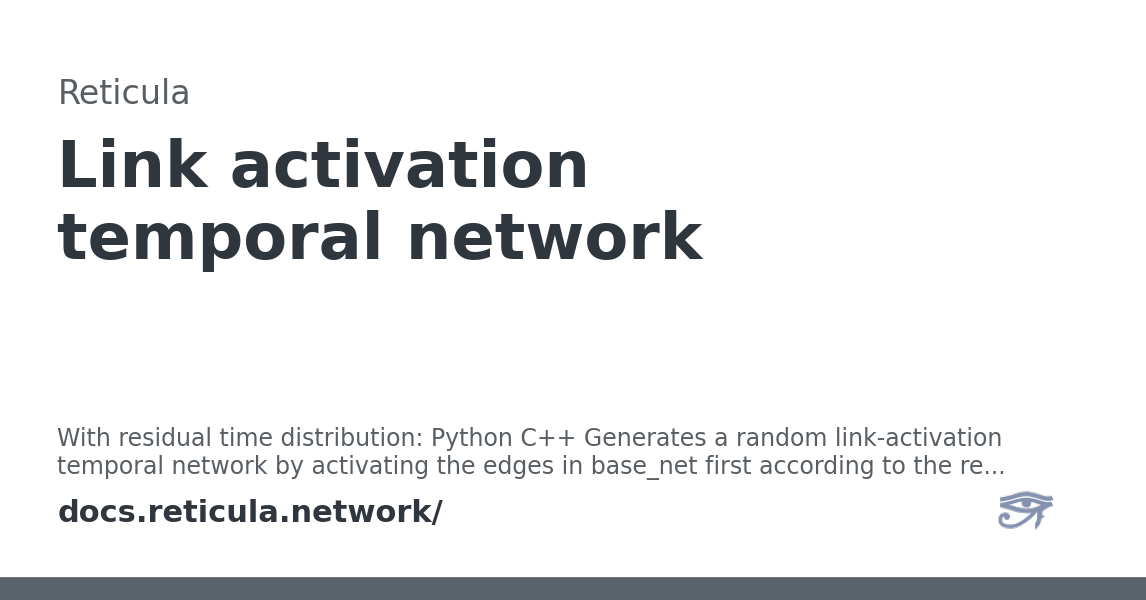 Reticula
Link activation
temporal network
With residual time distribution: Python C++ Generates a random link-activation
temporal network by activating the edges in base_net first according to the re...
docs.reticula.network/